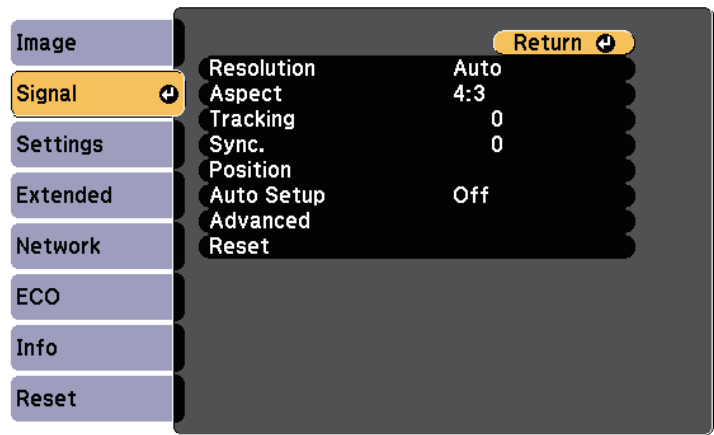 Image
Signal
Settings
Extended
Network
ECO
Info
Reset
Return
Resolution Auto
Aspect 4:3
Tracking 0
Sync. 0
Position
Auto Setup Off
Advanced
Reset